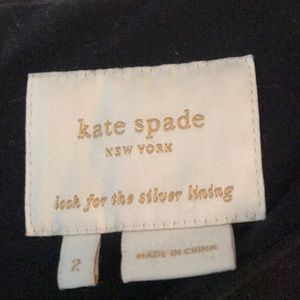 kate spade
NEW YORK
look for the silver lining
2
MADE IN CHINA